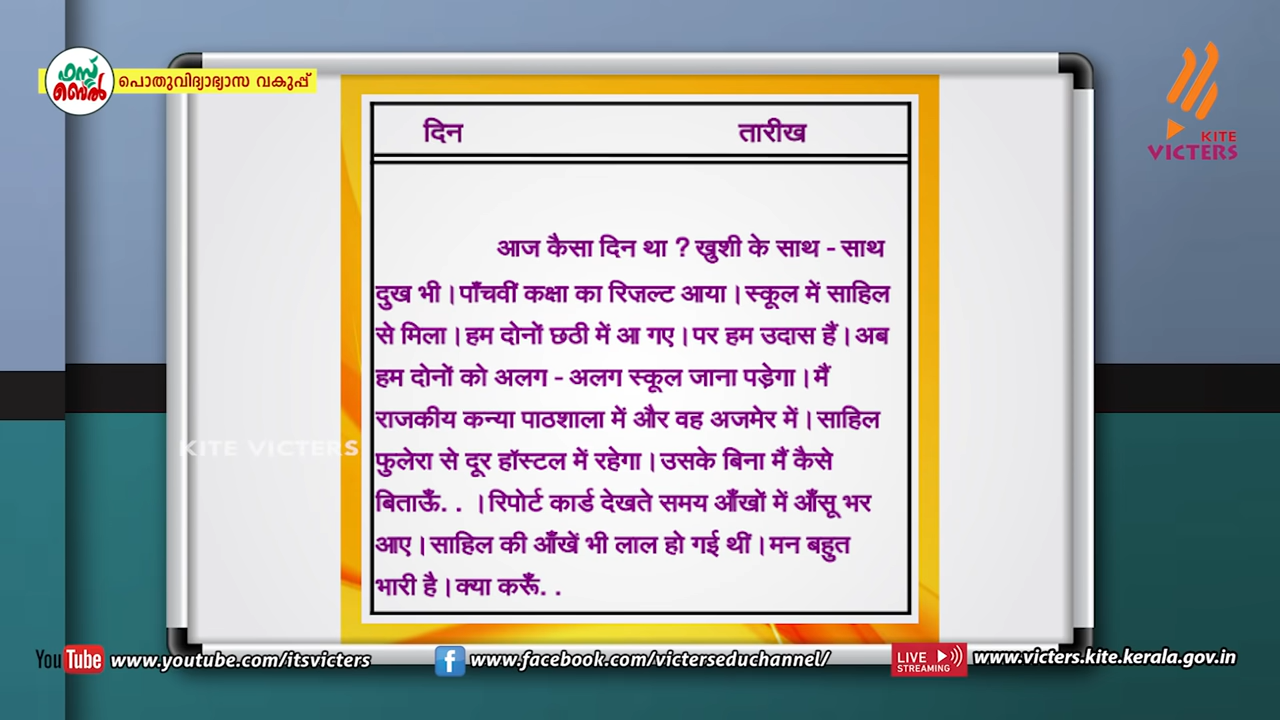 ഫസ്റ്റ്
ബെൽ
പൊതുവിദ്യാഭ്യാസ വകുപ്പ്
KITE
VICTERS
दिन तारीख
आज कैसा दिन था ? खुशी के साथ - साथ
दुख भी । पाँचवीं कक्षा का रिज़ल्ट आया । स्कूल में साहिल
से मिला । हम दोनों छठी में आ गए । पर हम उदास हैं । अब
हम दोनों को अलग - अलग स्कूल जाना पड़ेगा । मैं
राजकीय कन्या पाठशाला में और वह अजमेर में । साहिल
फुलेरा से दूर हॉस्टल में रहेगा । उसके बिना मैं कैसे
बिताऊँ. . । रिपोर्ट कार्ड देखते समय आँखों में आँसू भर
आए । साहिल की आँखें भी लाल हो गई थीं । मन बहुत
भारी है । क्या करूँ. .
KITE VICTERS
YouTube www.youtube.com/itsvicters
f www.facebook.com/victerseduchannel/
LIVE STREAMING www.victers.kite.kerala.gov.in